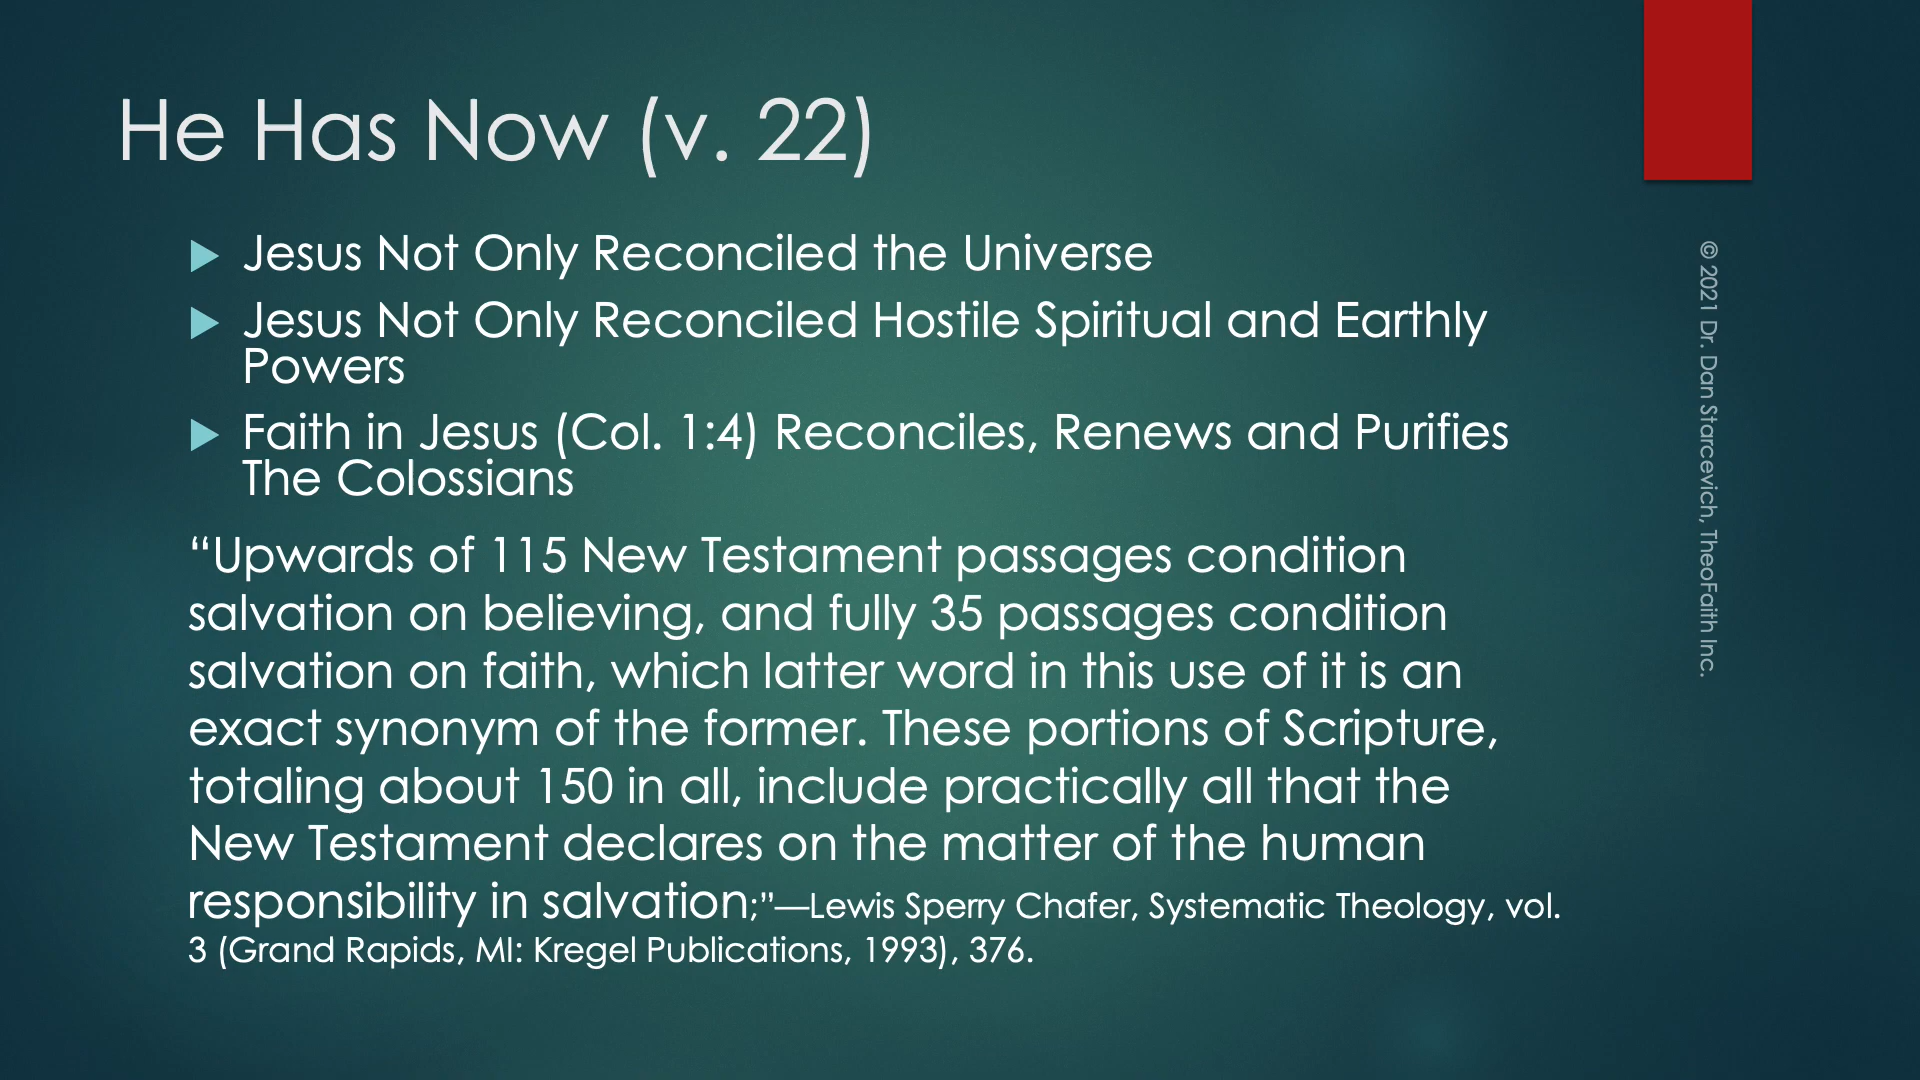 He Has Now (v. 22)
Jesus Not Only Reconciled the Universe
Jesus Not Only Reconciled Hostile Spiritual and Earthly
Powers
Faith in Jesus (Col. 1:4) Reconciles, Renews and Purifies
The Colossians
“Upwards of 115 New Testament passages condition
salvation on believing, and fully 35 passages condition
salvation on faith, which latter word in this use of it is an
exact synonym of the former. These portions of Scripture,
totaling about 150 in all, include practically all that the
New Testament declares on the matter of the human
responsibility in salvation;”—Lewis Sperry Chafer, Systematic Theology, vol.
3 (Grand Rapids, MI: Kregel Publications, 1993), 376.
© 2021 Dr. Dan Starcevich, TheoFaith Inc.